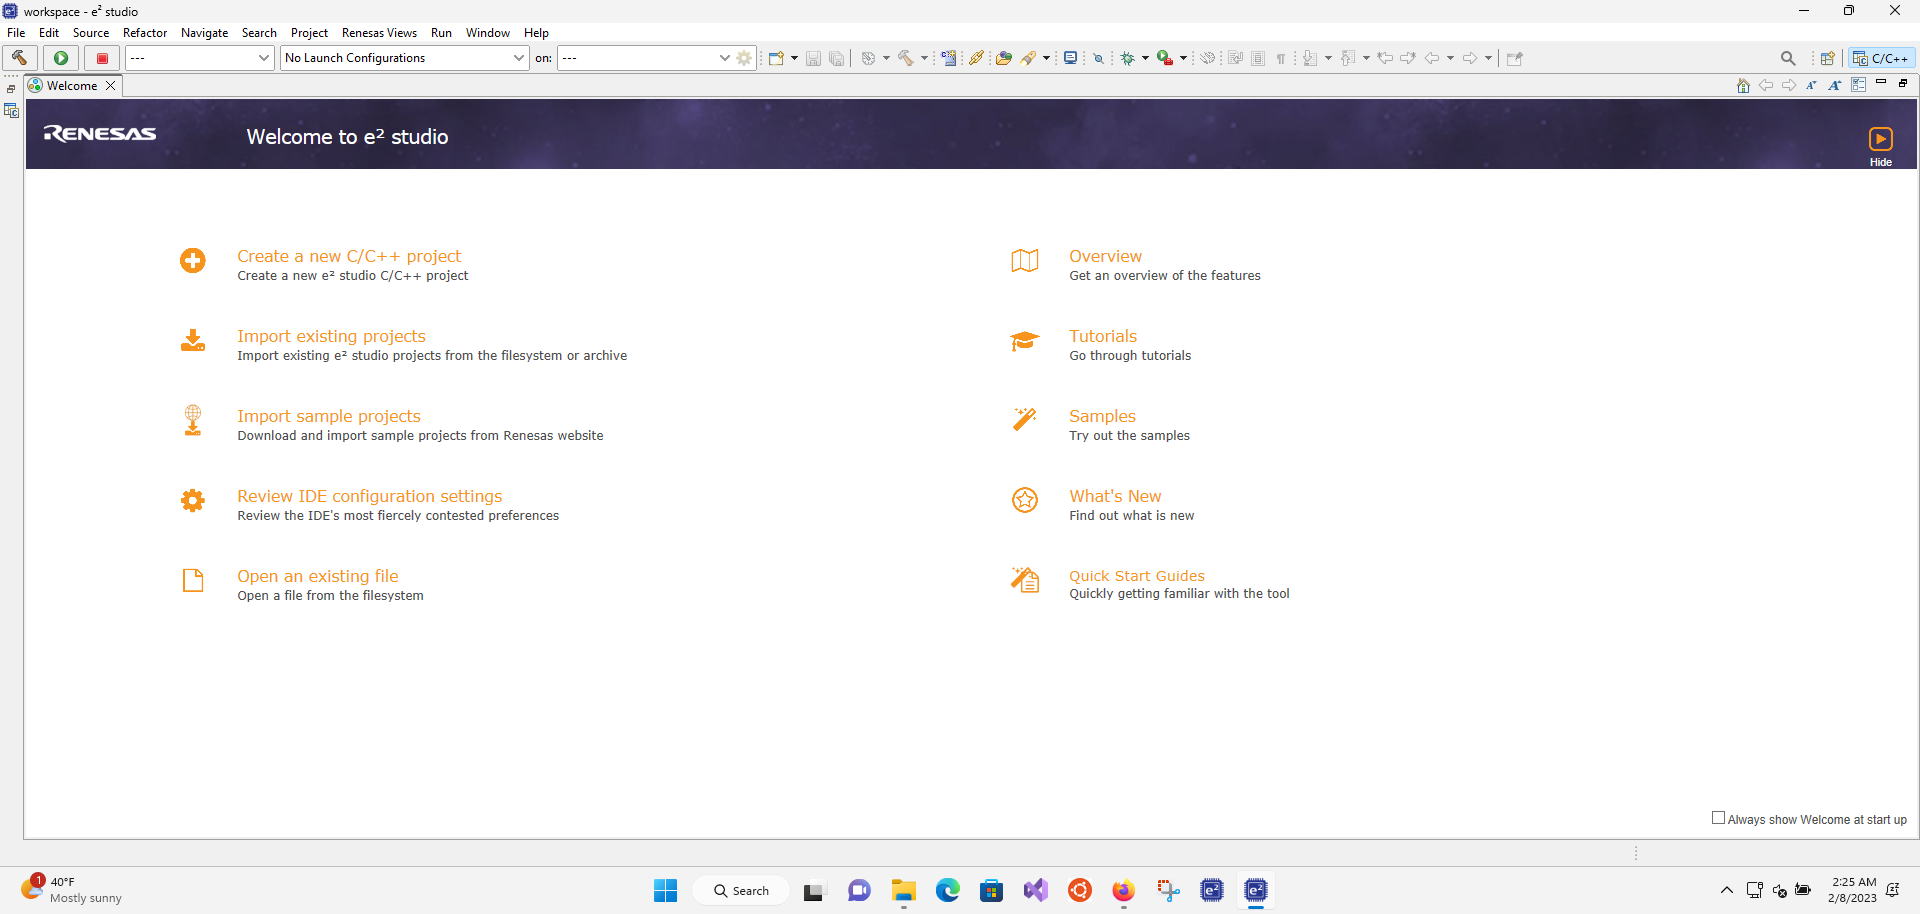 workspace - e² studio
File Edit Source Refactor Navigate Search Project Renesas Views Run Window Help
--- No Launch Configurations on: --- C/C++
Welcome
RENESAS Welcome to e² studio
Hide
Create a new C/C++ project
Create a new e² studio C/C++ project
Import existing projects
Import existing e² studio projects from the filesystem or archive
Import sample projects
Download and import sample projects from Renesas website
Review IDE configuration settings
Review the IDE's most fiercely contested preferences
Open an existing file
Open a file from the filesystem
Overview
Get an overview of the features
Tutorials
Go through tutorials
Samples
Try out the samples
What's New
Find out what is new
Quick Start Guides
Quickly getting familiar with the tool
Always show Welcome at start up
1
40°F
Mostly sunny
Search
e²
e²
2:25 AM
2/8/2023